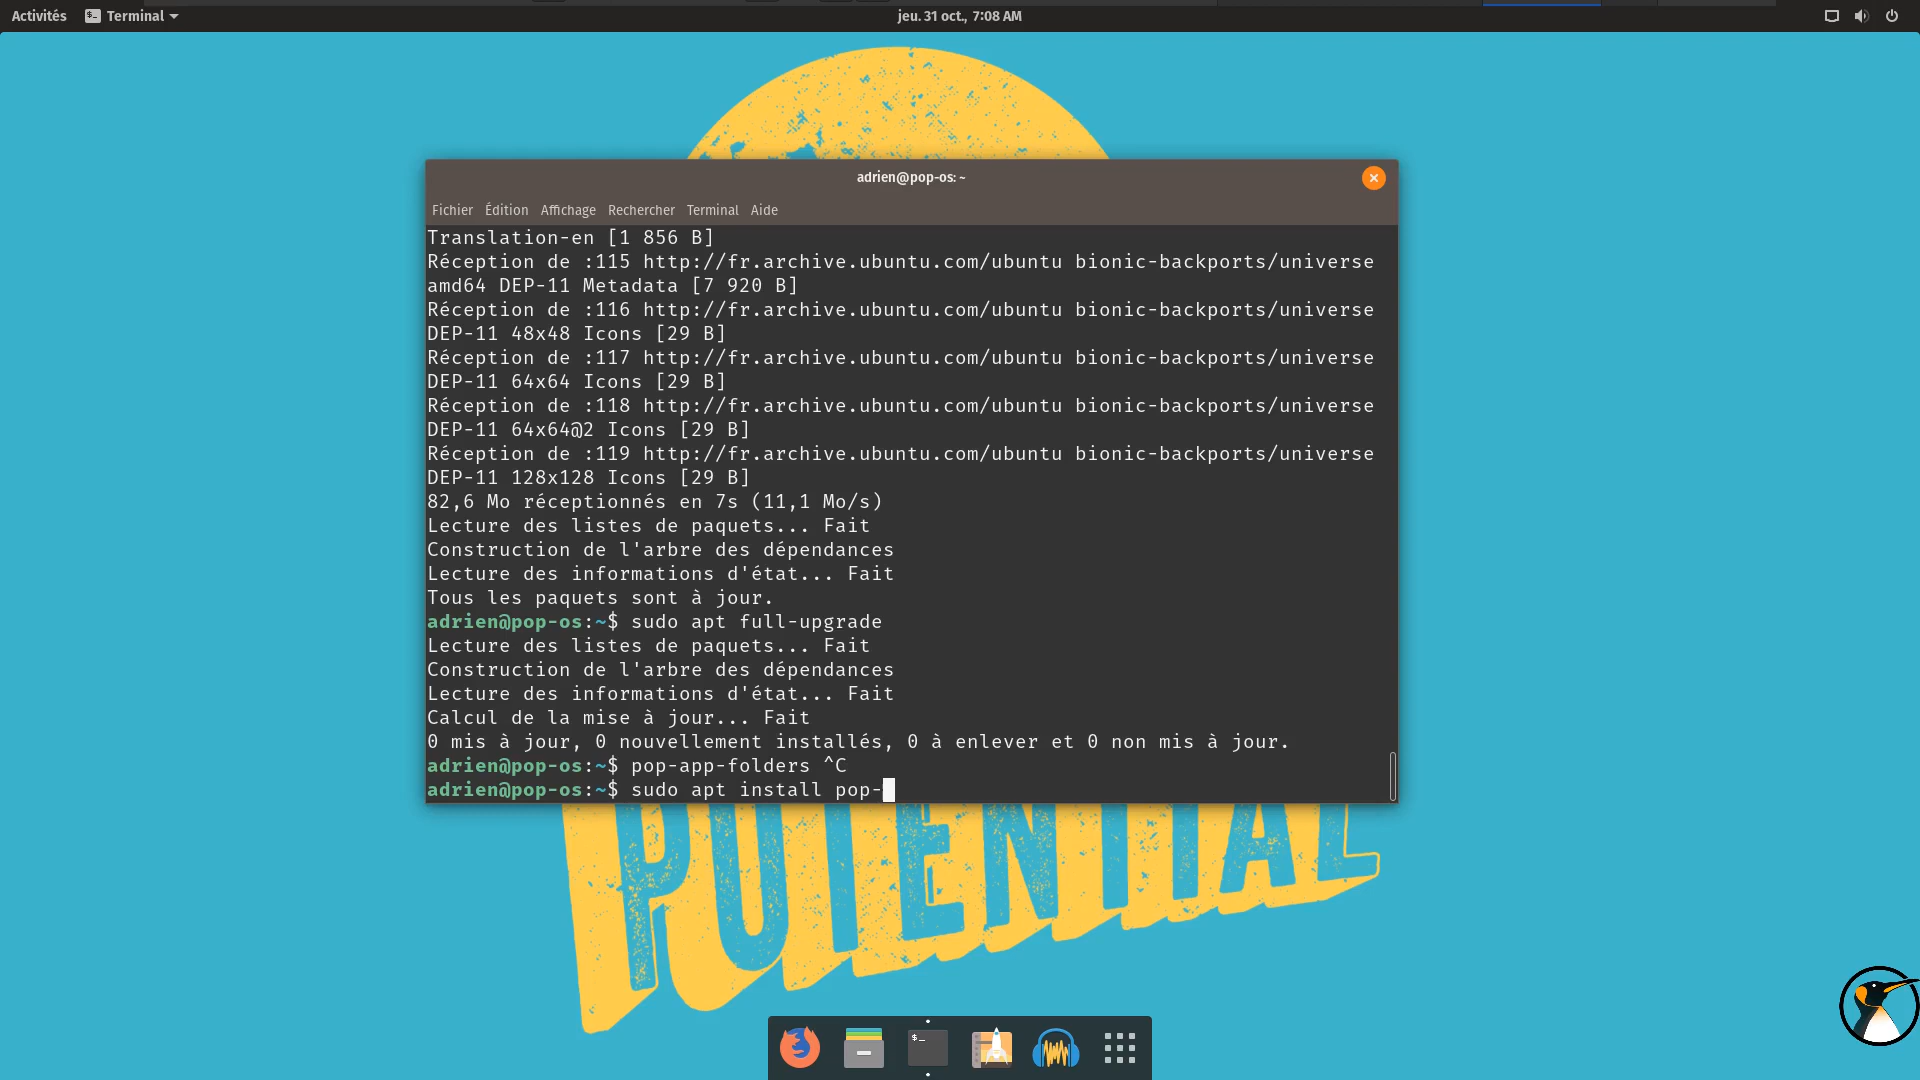 Activités Terminal jeu. 31 oct., 7:08 AM
adrien@pop-os: ~
Fichier Édition Affichage Rechercher Terminal Aide
Translation-en [1 856 B]
Réception de :115 http://fr.archive.ubuntu.com/ubuntu bionic-backports/universe
amd64 DEP-11 Metadata [7 920 B]
Réception de :116 http://fr.archive.ubuntu.com/ubuntu bionic-backports/universe
DEP-11 48x48 Icons [29 B]
Réception de :117 http://fr.archive.ubuntu.com/ubuntu bionic-backports/universe
DEP-11 64x64 Icons [29 B]
Réception de :118 http://fr.archive.ubuntu.com/ubuntu bionic-backports/universe
DEP-11 64x64@2 Icons [29 B]
Réception de :119 http://fr.archive.ubuntu.com/ubuntu bionic-backports/universe
DEP-11 128x128 Icons [29 B]
82,6 Mo réceptionnés en 7s (11,1 Mo/s)
Lecture des listes de paquets... Fait
Construction de l'arbre des dépendances
Lecture des informations d'état... Fait
Tous les paquets sont à jour.
adrien@pop-os:~$ sudo apt full-upgrade
Lecture des listes de paquets... Fait
Construction de l'arbre des dépendances
Lecture des informations d'état... Fait
Calcul de la mise à jour... Fait
0 mis à jour, 0 nouvellement installés, 0 à enlever et 0 non mis à jour.
adrien@pop-os:~$ pop-app-folders ^C
adrien@pop-os:~$ sudo apt install pop-
POTENTIAL
$_